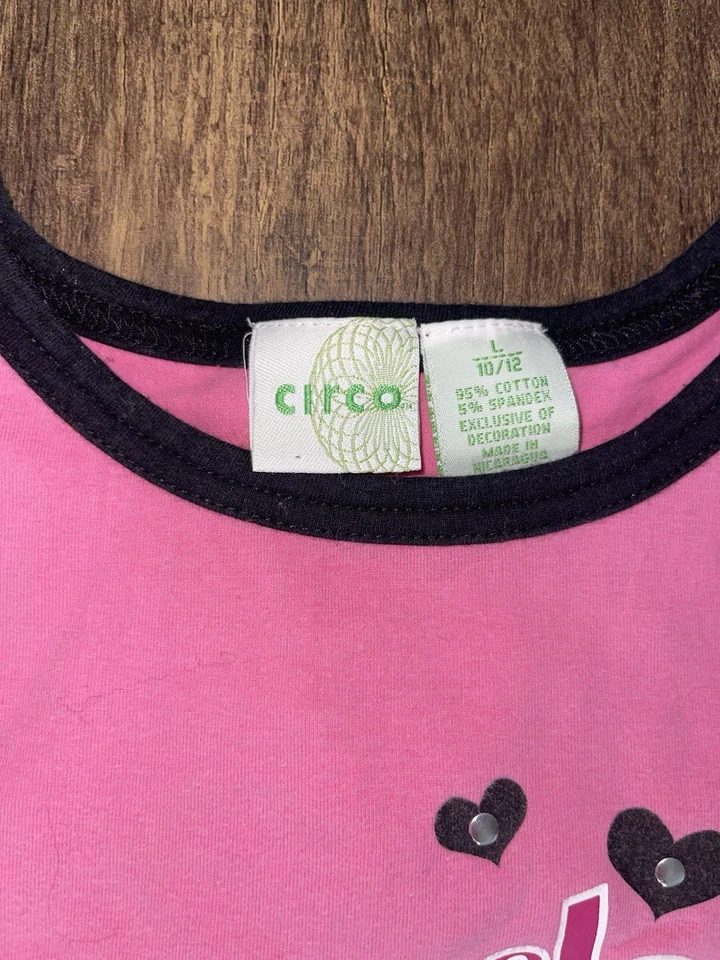 circo
L
10/12
95% COTTON
5% SPANDEX
EXCLUSIVE OF
DECORATION
MADE IN
NICARAGUA